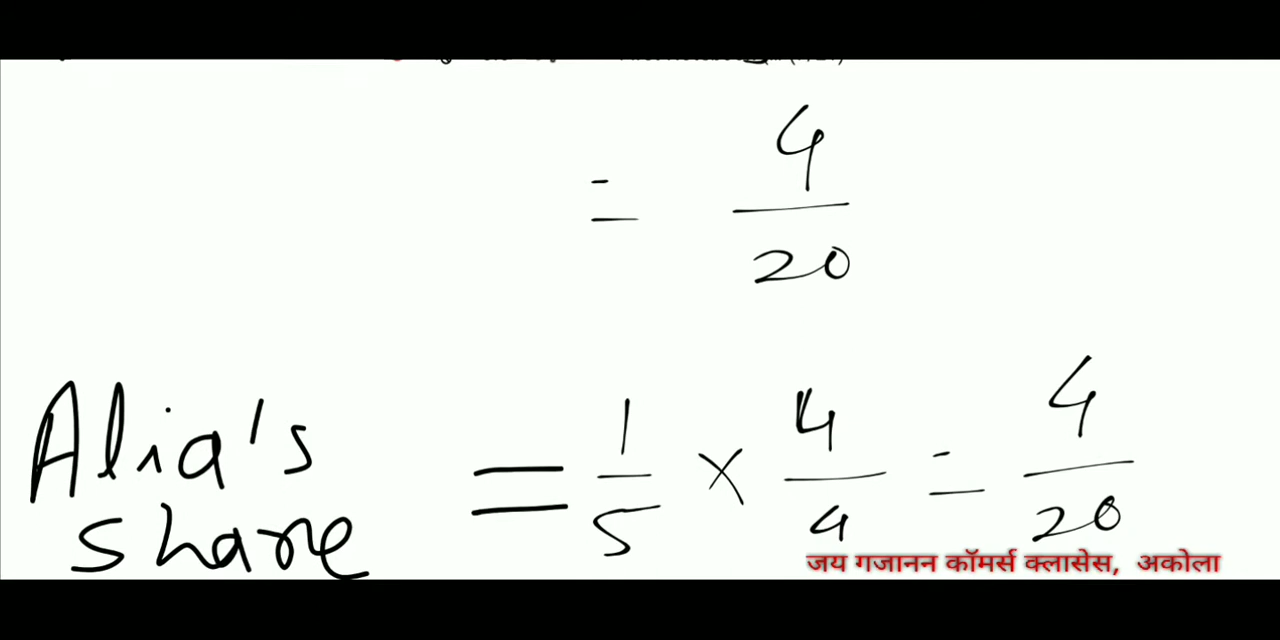 = 4/20
Alia's share = 1/5 × 4/4 = 4/20
जय गजानन कॉमर्स क्लासेस, अकोला